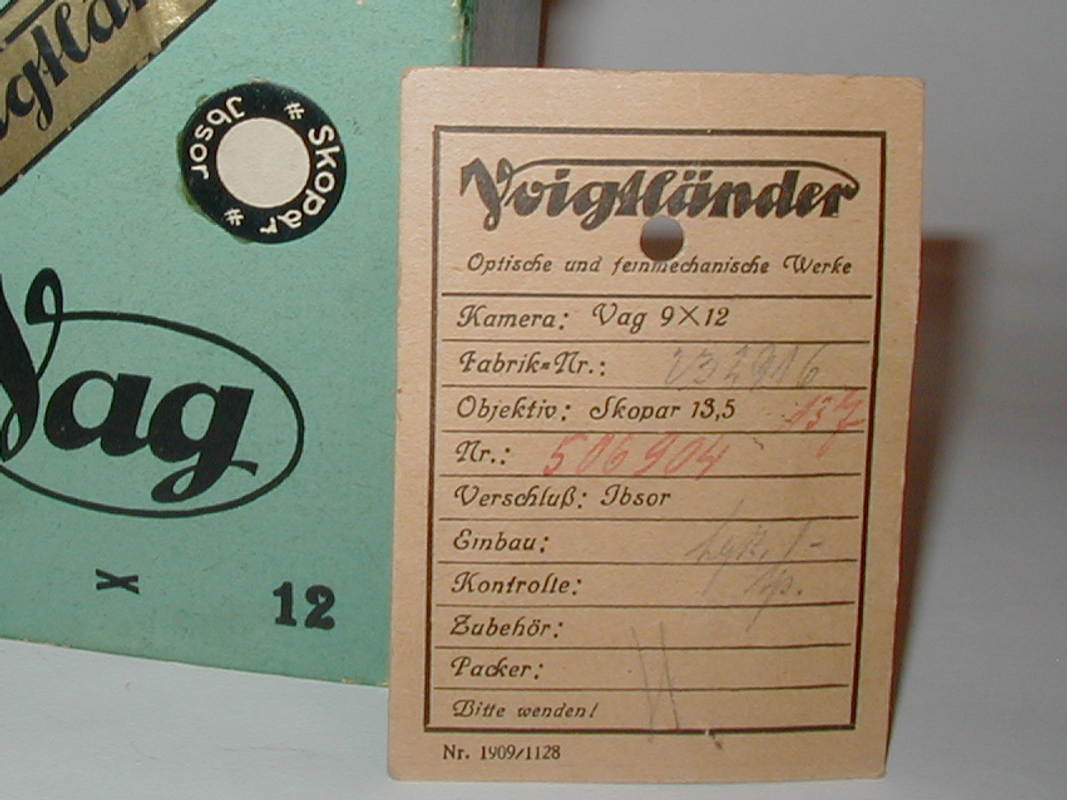 Skopar # Ibsor #
Vag
× 12
Voigtländer
Optische und feinmechanische Werke
Kamera: Vag 9×12
Fabrik=Nr.:
Objektiv: Skopar 13,5
Nr.: 506904
Verschluß: Ibsor
Einbau:
Kontrolle:
Zubehör:
Packer:
Bitte wenden!
Nr. 1909/1128